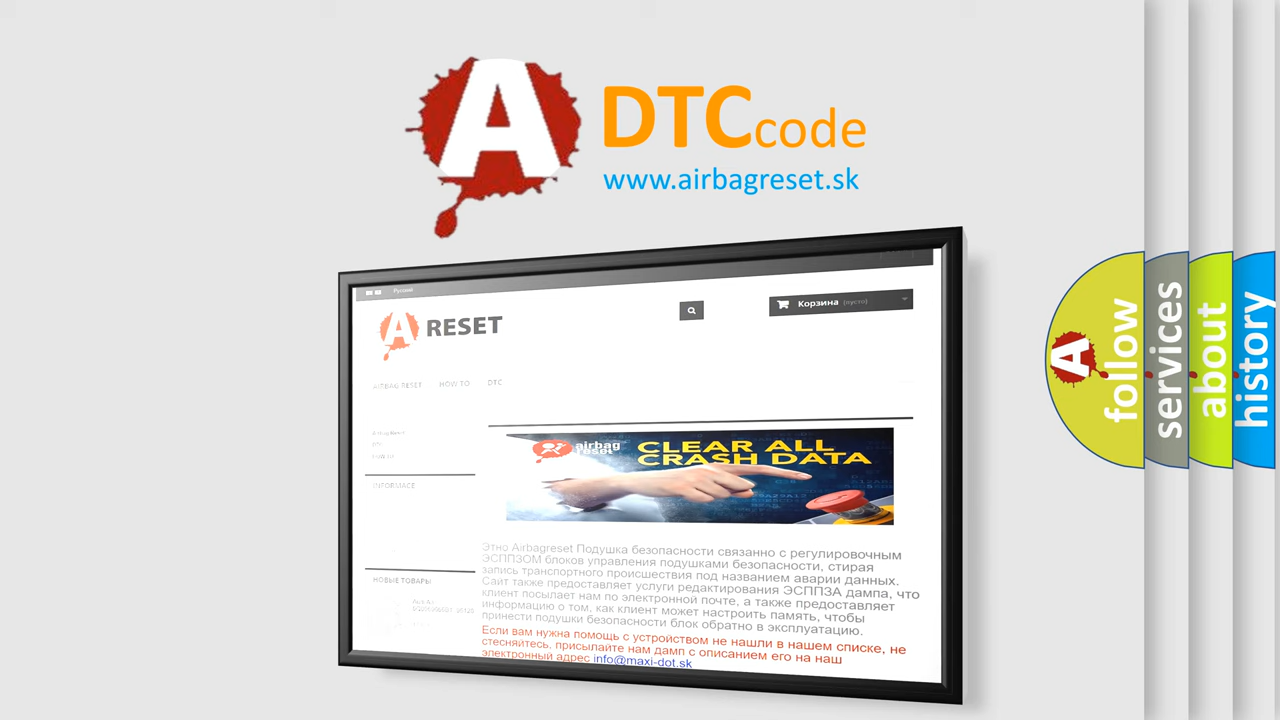 A
DTCcode
www.airbagreset.sk
Русский
A RESET
Корзина (пусто)
AIRBAG RESET HOW TO DTC
INFORMACE
НОВЫЕ ТОВАРЫ
airbag
reset
CLEAR ALL
CRASH DATA
Этно Airbagreset Подушка безопасности связанно с регулировочным
ЭСППЗОМ блоков управления подушками безопасности, стирая
запись транспортного происшествия под названием аварии данных.
Сайт также предоставляет услуги редактирования ЭСППЗА дампа, что
клиент посылает нам по электронной почте, а также предоставляет
информацию о том, как клиент может настроить память, чтобы
принести подушки безопасности блок обратно в эксплуатацию.
Если вам нужна помощь с устройством не нашли в нашем списке, не
стесняйтесь, присылайте нам дамп с описанием его на наш
электронный адрес info@maxi-dot.sk
A
follow
services
about
history